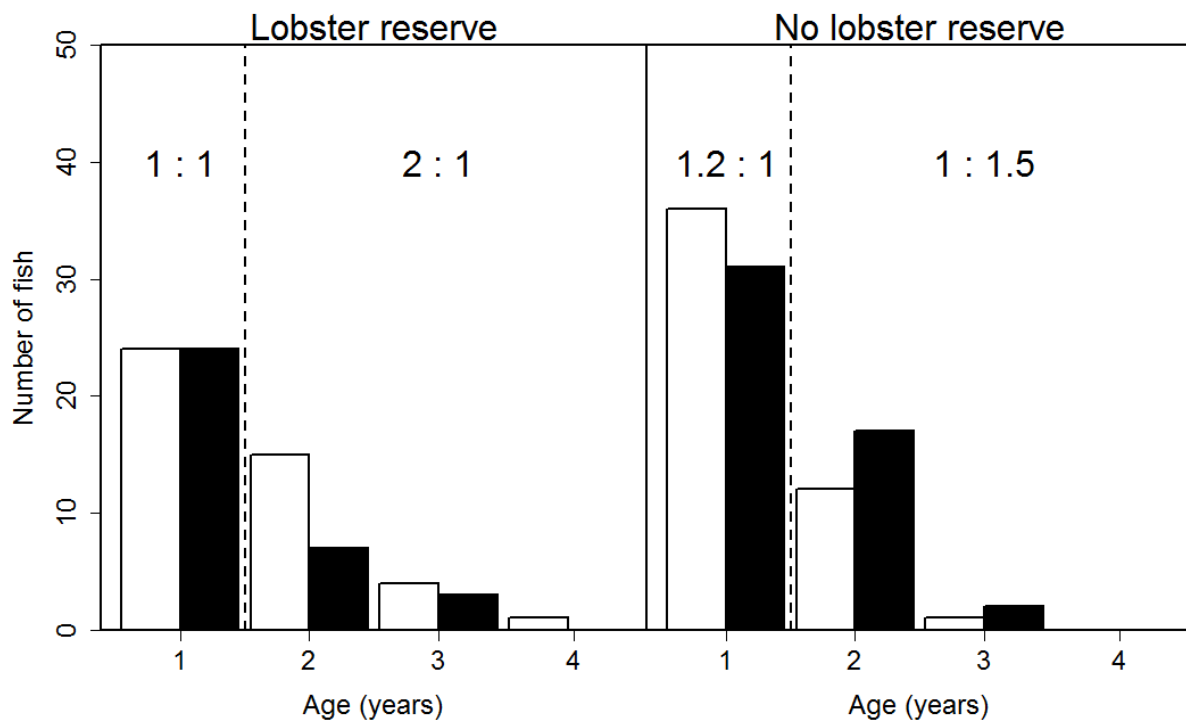 Lobster reserve
No lobster reserve
50
40
30
20
10
0
Number of fish
1 : 1
2 : 1
1.2 : 1
1 : 1.5
1 2 3 4
1 2 3 4
Age (years)
Age (years)